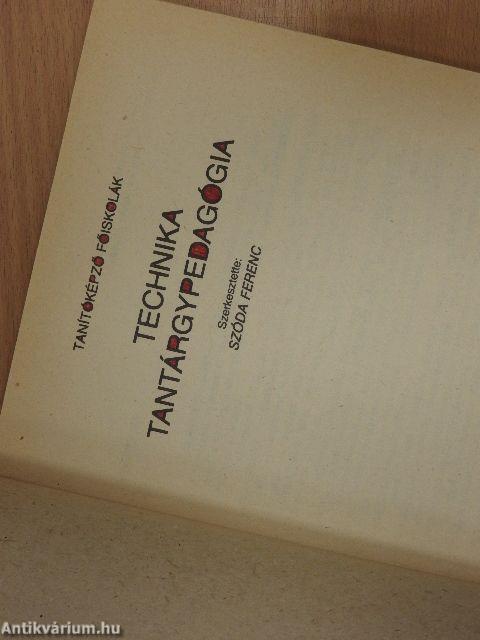 TANÍTÓKÉPZŐ FŐISKOLÁK
TECHNIKA
TANTÁRGYPEDAGÓGIA
Szerkesztette:
SZÓDA FERENC
Antikvárium.hu